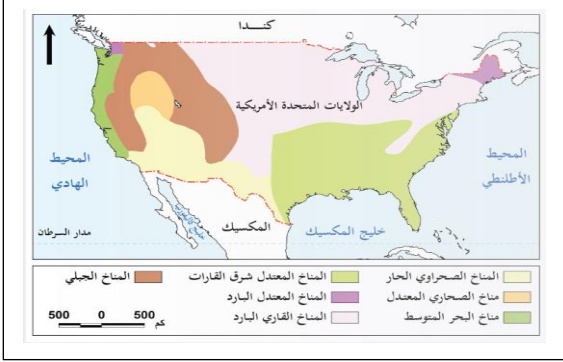 كنـــدا
الولايات المتحدة الأمريكية
المحيط
الأطلنطي
المحيط
الهادي
المكسيك
خليج المكسيك
مدار السرطان
المناخ الصحراوي الحار
المناخ المعتدل شرق القارات
المناخ الجبلي
مناخ الصحاري المعتدل
المناخ المعتدل البارد
مناخ البحر المتوسط
المناخ القاري البارد
500 0 500 كم